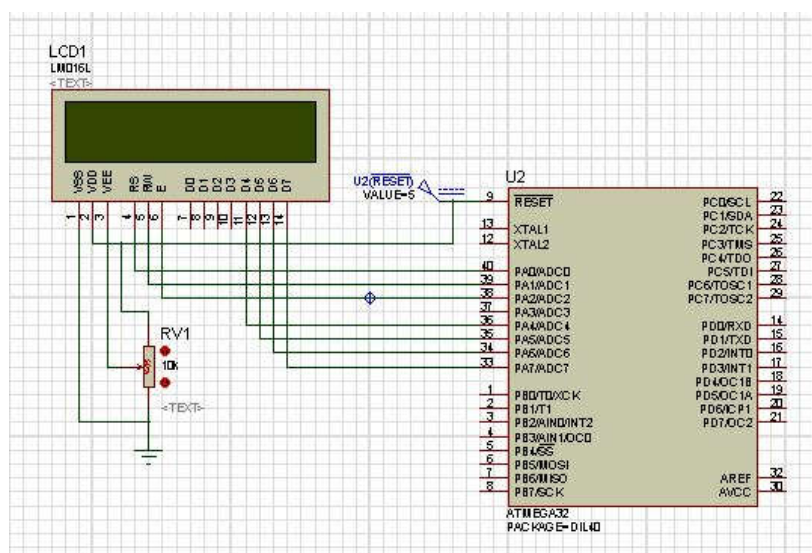 LCD1
LM016L
<TEXT>
VSS
VDD
VEE
RS
RW
E
D0
D1
D2
D3
D4
D5
D6
D7
1
2
3
4
5
6
7
8
9
10
11
12
13
14
RV1
10k
<TEXT>
U2(RESET)
VALUE=5
U2
9 RESET
13 XTAL1
12 XTAL2
40 PA0/ADC0
39 PA1/ADC1
38 PA2/ADC2
37 PA3/ADC3
36 PA4/ADC4
35 PA5/ADC5
34 PA6/ADC6
33 PA7/ADC7
1 PB0/T0/XCK
2 PB1/T1
3 PB2/AIN0/INT2
4 PB3/AIN1/OC0
5 PB4/SS
6 PB5/MOSI
7 PB6/MISO
8 PB7/SCK
PC0/SCL 22
PC1/SDA 23
PC2/TCK 24
PC3/TMS 25
PC4/TDO 26
PC5/TDI 27
PC6/TOSC1 28
PC7/TOSC2 29
PD0/RXD 14
PD1/TXD 15
PD2/INT0 16
PD3/INT1 17
PD4/OC1B 18
PD5/OC1A 19
PD6/ICP1 20
PD7/OC2 21
AREF 32
AVCC 30
ATMEGA32
PACKAGE=DIL40